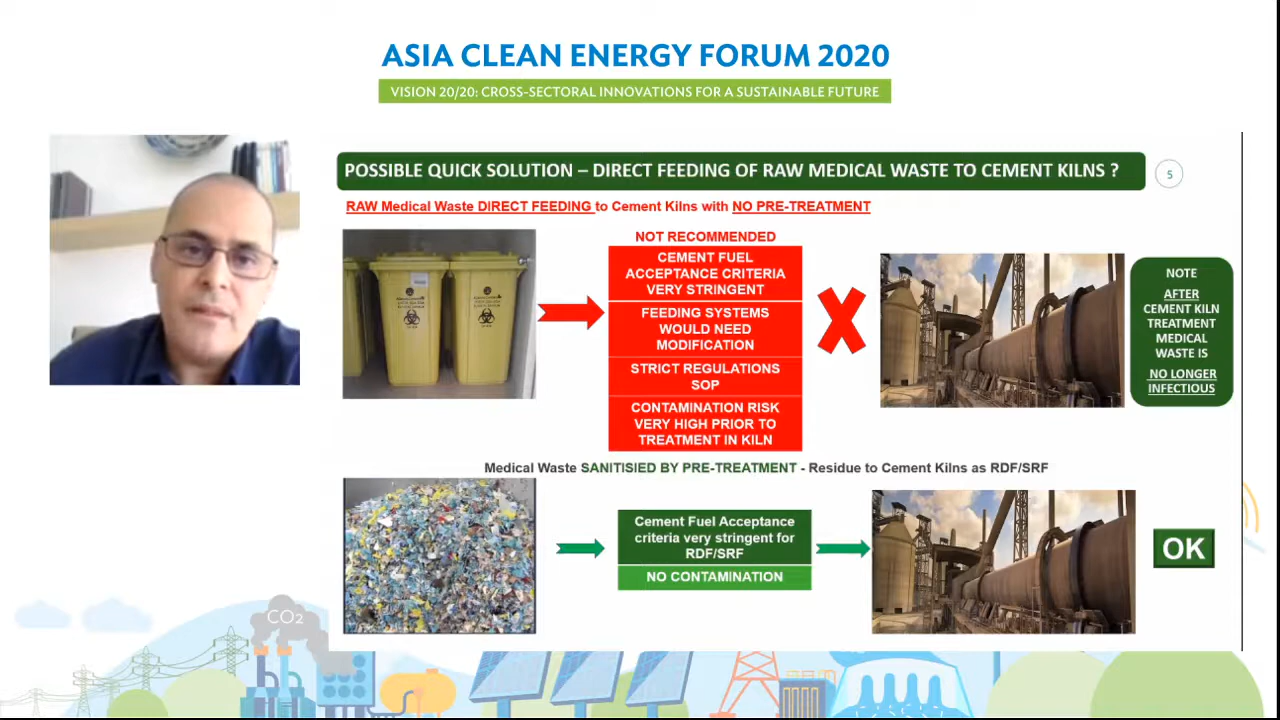 ASIA CLEAN ENERGY FORUM 2020
VISION 20/20: CROSS-SECTORAL INNOVATIONS FOR A SUSTAINABLE FUTURE
POSSIBLE QUICK SOLUTION – DIRECT FEEDING OF RAW MEDICAL WASTE TO CEMENT KILNS ?
5
RAW Medical Waste DIRECT FEEDING to Cement Kilns with NO PRE-TREATMENT
NOT RECOMMENDED
CEMENT FUEL
ACCEPTANCE CRITERIA
VERY STRINGENT
FEEDING SYSTEMS
WOULD NEED
MODIFICATION
STRICT REGULATIONS
SOP
CONTAMINATION RISK
VERY HIGH PRIOR TO
TREATMENT IN KILN
NOTE
AFTER
CEMENT KILN
TREATMENT
MEDICAL
WASTE IS
NO LONGER
INFECTIOUS
Medical Waste SANITISIED BY PRE-TREATMENT - Residue to Cement Kilns as RDF/SRF
Cement Fuel Acceptance
criteria very stringent for
RDF/SRF
NO CONTAMINATION
OK
CO2